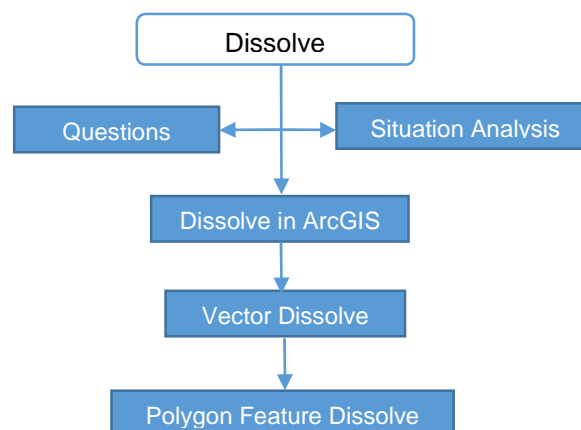 Dissolve
Questions
Situation Analysis
Dissolve in ArcGIS
Vector Dissolve
Polygon Feature Dissolve